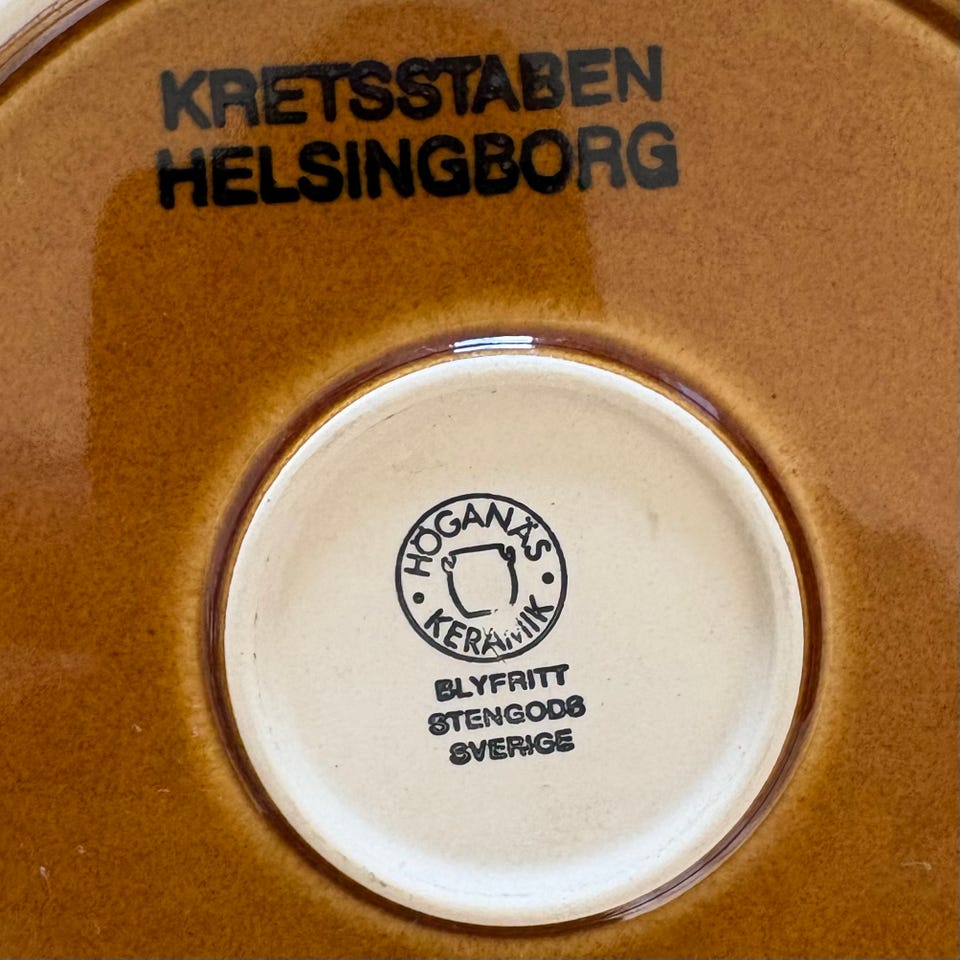 KRETSSTABEN
HELSINGBORG
HÖGANÄS
KERAMIK
BLYFRITT
STENGODS
SVERIGE